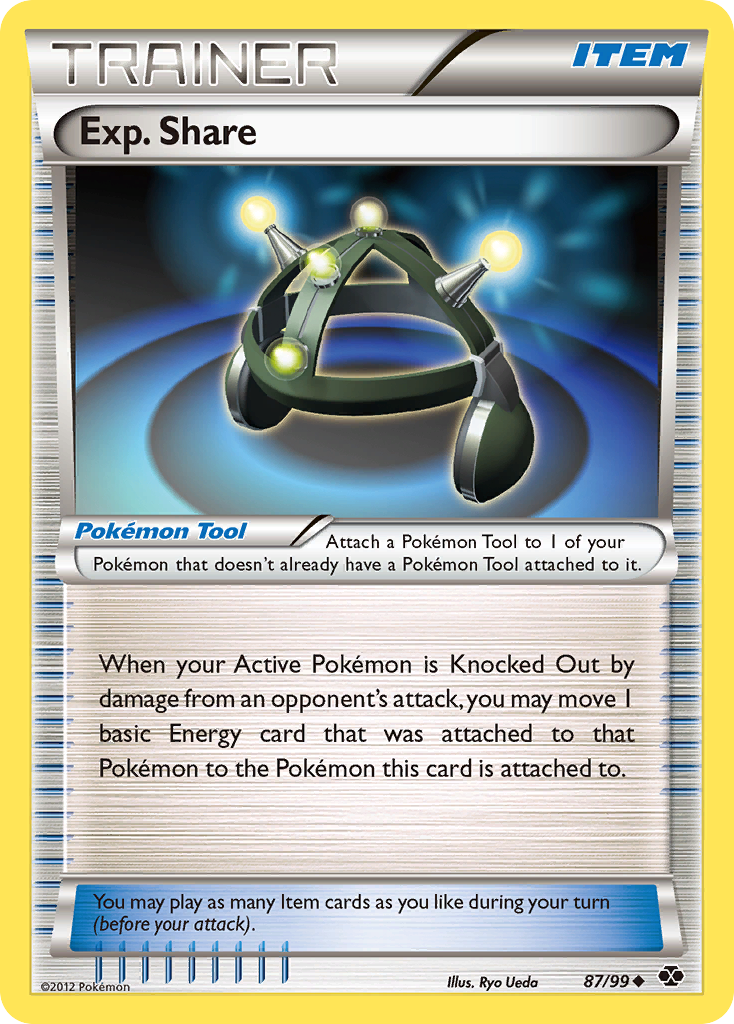 TRAINER
ITEM
Exp. Share
Pokémon Tool
Attach a Pokémon Tool to 1 of your
Pokémon that doesn't already have a Pokémon Tool attached to it.
When your Active Pokémon is Knocked Out by
damage from an opponent's attack, you may move 1
basic Energy card that was attached to that
Pokémon to the Pokémon this card is attached to.
You may play as many Item cards as you like during your turn
(before your attack).
©2012 Pokémon
Illus. Ryo Ueda
87/99